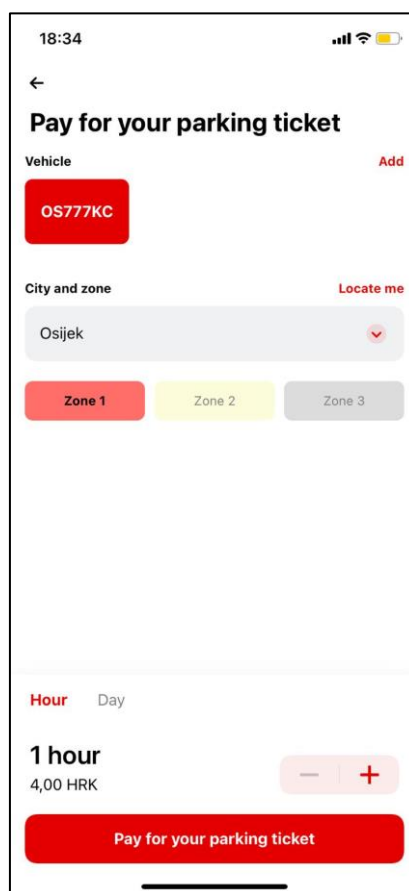 18:34
Pay for your parking ticket
Vehicle Add
OS777KC
City and zone Locate me
Osijek
Zone 1 Zone 2 Zone 3
Hour Day
1 hour
4,00 HRK
Pay for your parking ticket